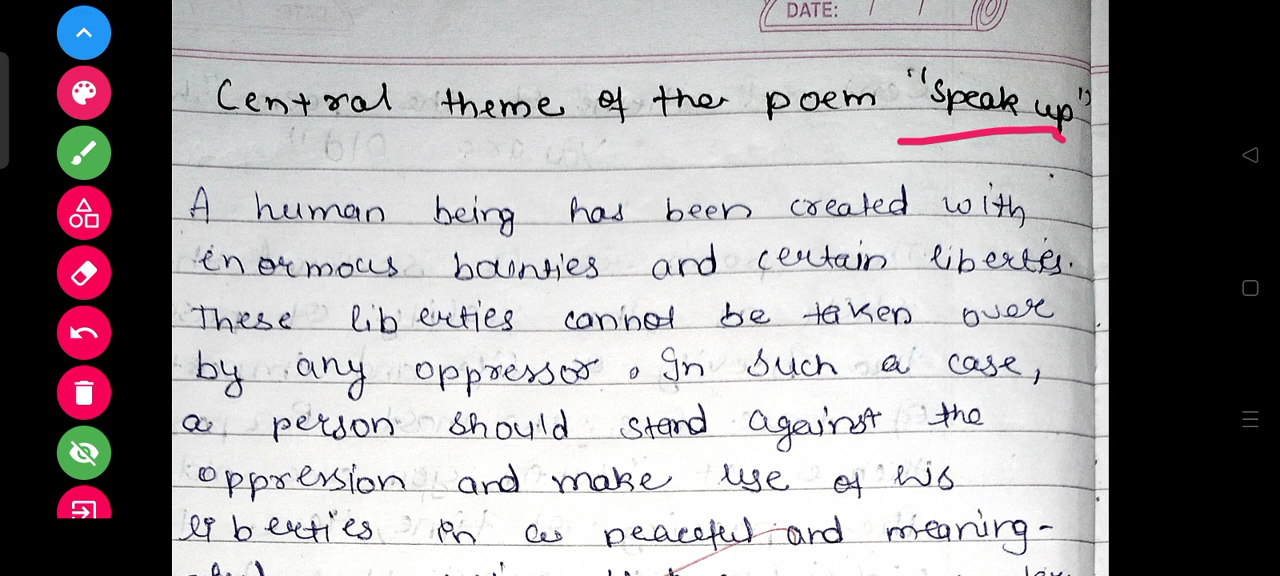 DATE:
Central theme of the poem "Speak up"
A human being has been created with
enormous bounties and certain liberties.
These liberties cannot be taken over
by any oppressor. In such a case,
a person should stand against the
oppression and make use of his
liberties in a peaceful and meaning-